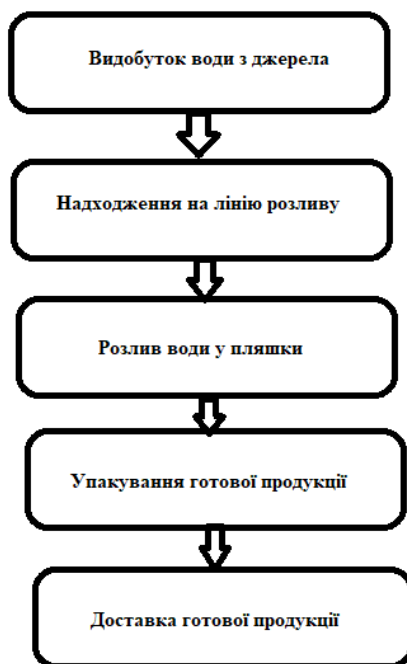 Видобуток води з джерела
Надходження на лінію розливу
Розлив води у пляшки
Упакування готової продукції
Доставка готової продукції